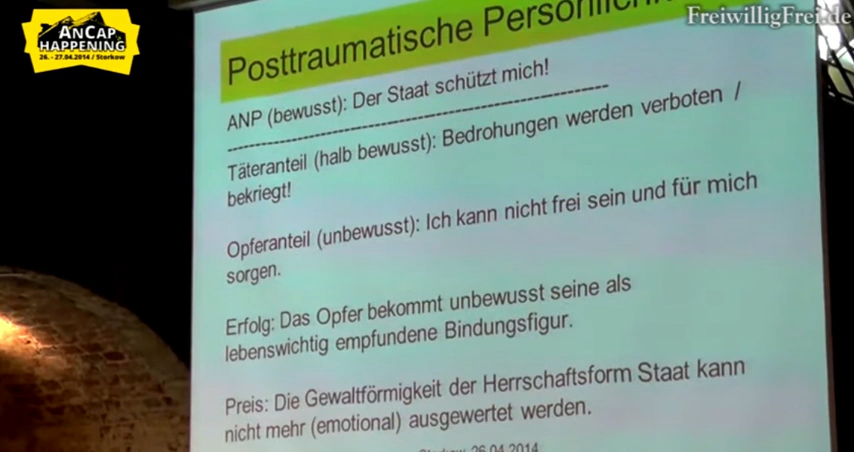 AnCap
HAPPENING
26. - 27.04.2014 / Storkow
FreiwilligFrei.de
Posttraumatische
ANP (bewusst): Der Staat schützt mich!
--------------------------------------------------------
Täteranteil (halb bewusst): Bedrohungen werden verboten /
bekriegt!
Opferanteil (unbewusst): Ich kann nicht frei sein und für mich
sorgen.
Erfolg: Das Opfer bekommt unbewusst seine als
lebenswichtig empfundene Bindungsfigur.
Preis: Die Gewaltförmigkeit der Herrschaftsform Staat kann
nicht mehr (emotional) ausgewertet werden.
Storkow 26.04.2014